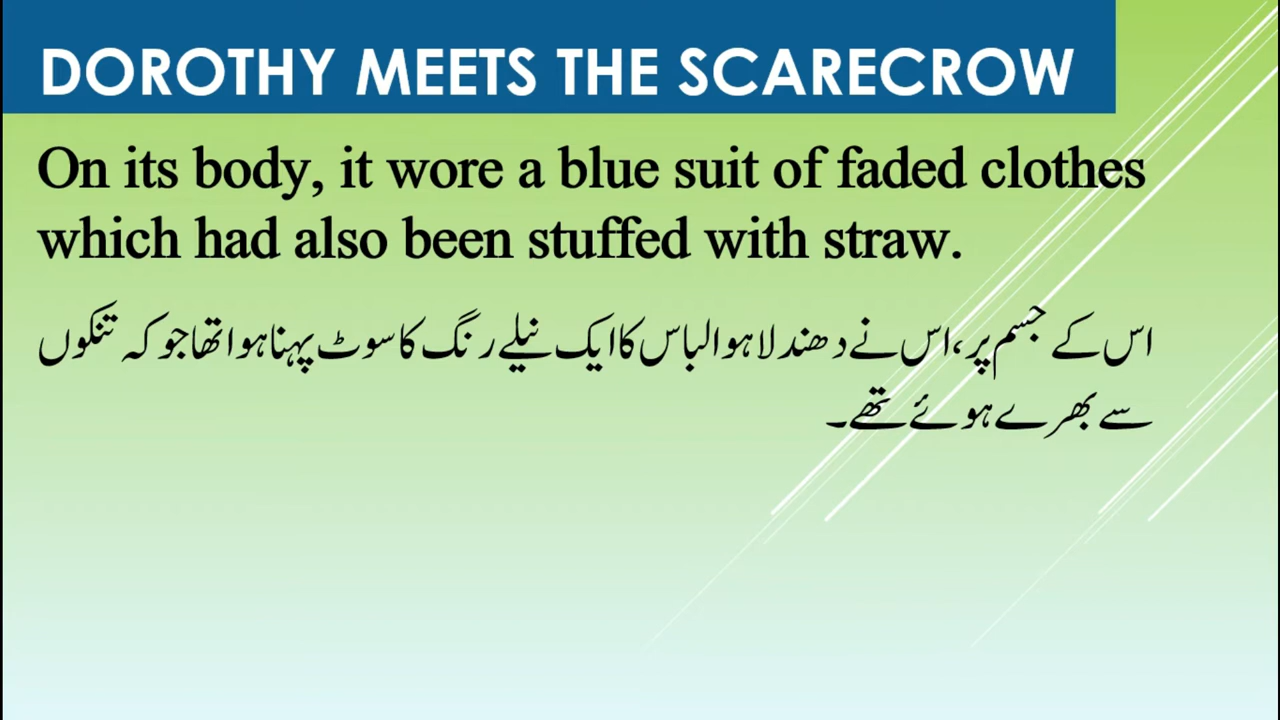 DOROTHY MEETS THE SCARECROW
On its body, it wore a blue suit of faded clothes
which had also been stuffed with straw.
اس کے جسم پر، اس نے دھندلا ہوا لباس کا ایک نیلے رنگ کا سوٹ پہنا ہوا تھا جو کہ تنکوں
سے بھرے ہوئے تھے۔